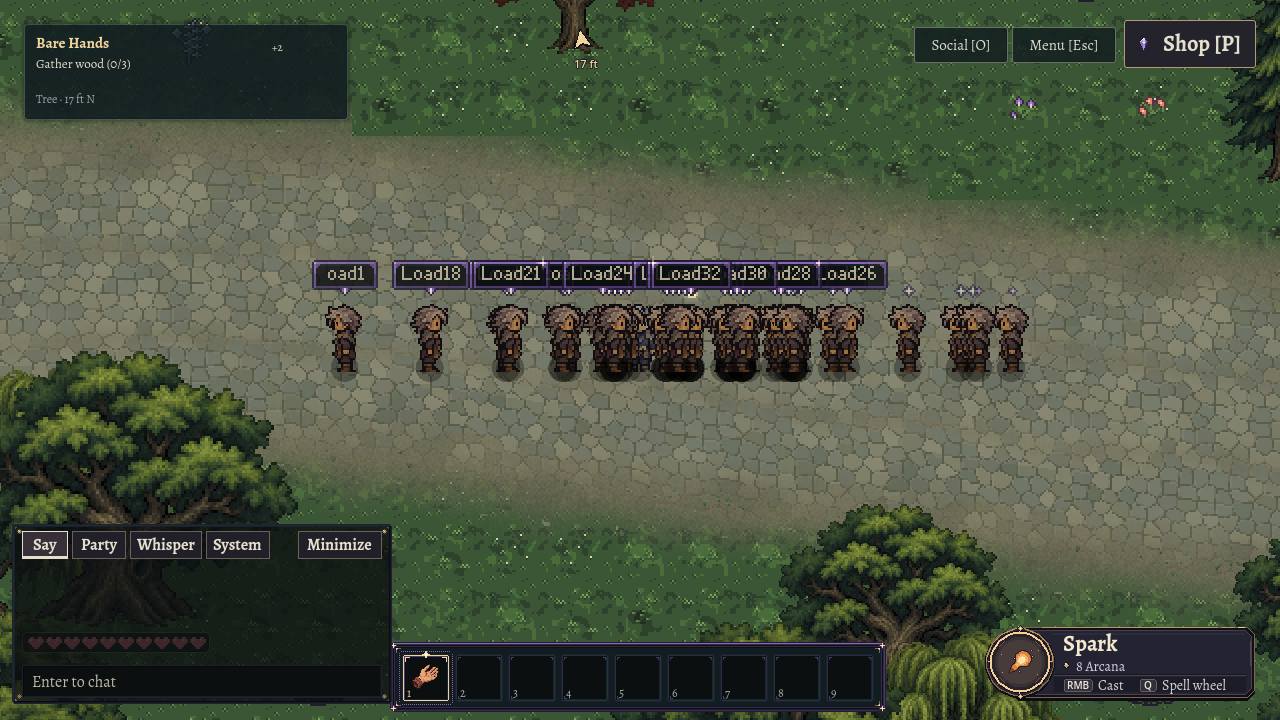 Bare Hands
+2
Gather wood (0/3)
Tree · 17 ft N
17 ft
Social [O]
Menu [Esc]
Shop [P]
oad1
Load18
Load21
o
Load24
L
Load32
ad30
d28
oad26
Say
Party
Whisper
System
Minimize
Enter to chat
1
2
3
4
5
6
7
8
9
Spark
8 Arcana
RMB Cast
Q Spell wheel